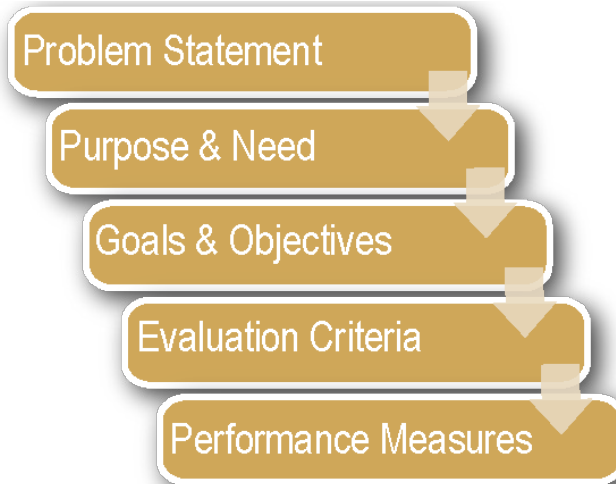 Problem Statement
Purpose & Need
Goals & Objectives
Evaluation Criteria
Performance Measures